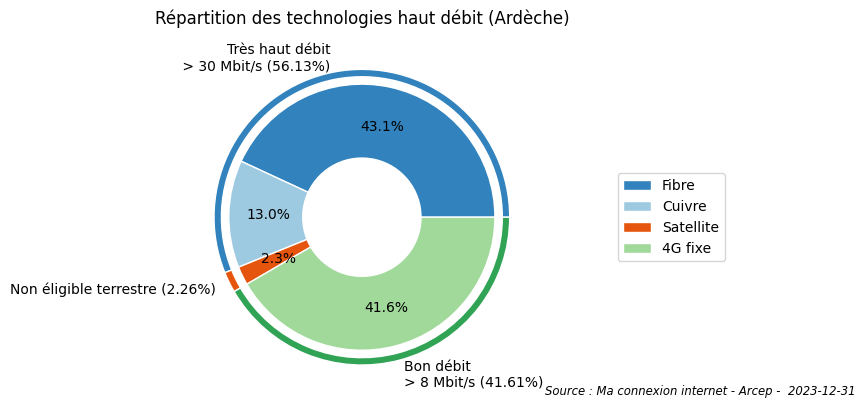 Répartition des technologies haut débit (Ardèche)
Très haut débit
> 30 Mbit/s (56.13%)
43.1%
13.0%
2.3%
41.6%
Non éligible terrestre (2.26%)
Bon débit
> 8 Mbit/s (41.61%)
Fibre
Cuivre
Satellite
4G fixe
Source : Ma connexion internet - Arcep -  2023-12-31